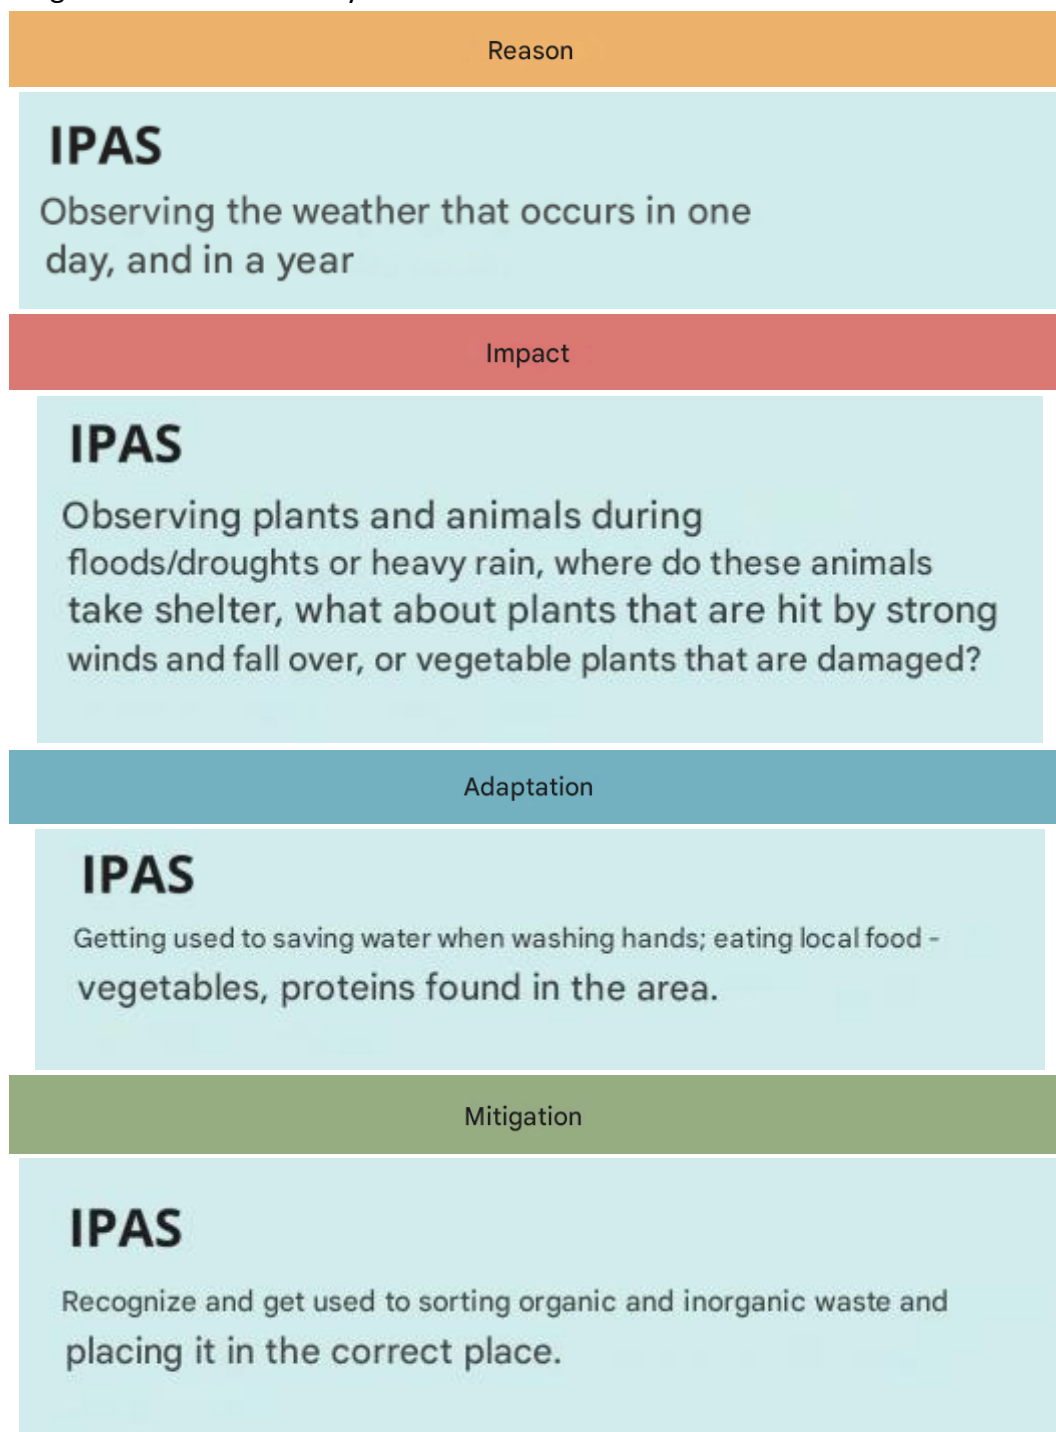 Reason
IPAS
Observing the weather that occurs in one
day, and in a year
Impact
IPAS
Observing plants and animals during
floods/droughts or heavy rain, where do these animals
take shelter, what about plants that are hit by strong
winds and fall over, or vegetable plants that are damaged?
Adaptation
IPAS
Getting used to saving water when washing hands; eating local food -
vegetables, proteins found in the area.
Mitigation
IPAS
Recognize and get used to sorting organic and inorganic waste and
placing it in the correct place.